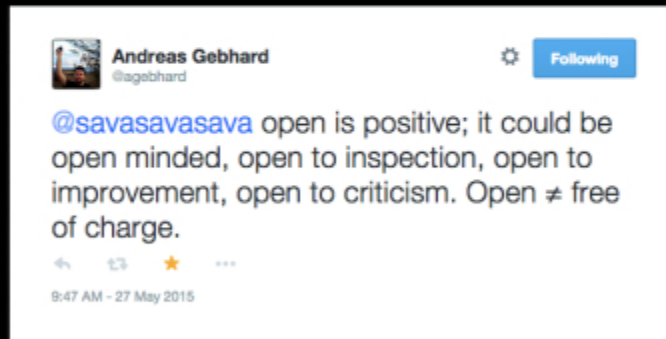 Andreas Gebhard
@agebhard
Following
@savasavasava open is positive; it could be
open minded, open to inspection, open to
improvement, open to criticism. Open ≠ free
of charge.
9:47 AM - 27 May 2015